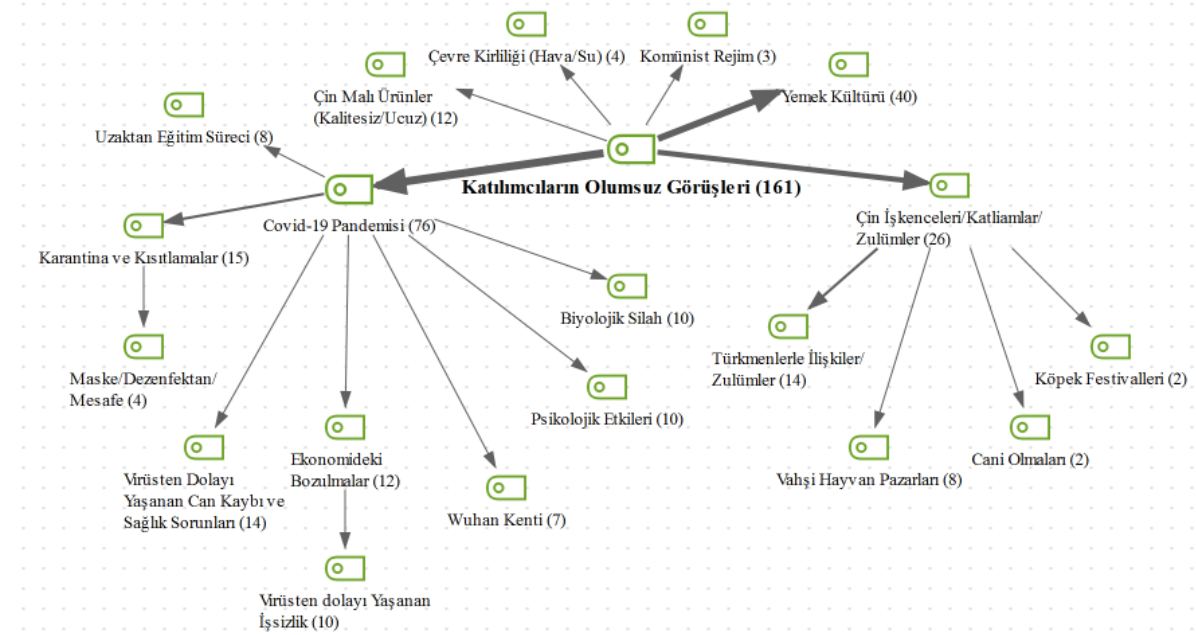 Çevre Kirliliği (Hava/Su) (4)
Komünist Rejim (3)
Çin Malı Ürünler
(Kalitesiz/Ucuz) (12)
Yemek Kültürü (40)
Uzaktan Eğitim Süreci (8)
Katılımcıların Olumsuz Görüşleri (161)
Covid-19 Pandemisi (76)
Çin İşkenceleri/Katliamlar/
Zulümler (26)
Karantina ve Kısıtlamalar (15)
Biyolojik Silah (10)
Türkmenlerle İlişkiler/
Zulümler (14)
Köpek Festivalleri (2)
Maske/Dezenfektan/
Mesafe (4)
Psikolojik Etkileri (10)
Virüsten Dolayı
Yaşanan Can Kaybı ve
Sağlık Sorunları (14)
Ekonomideki
Bozulmalar (12)
Wuhan Kenti (7)
Vahşi Hayvan Pazarları (8)
Cani Olmaları (2)
Virüsten dolayı Yaşanan
İşsizlik (10)